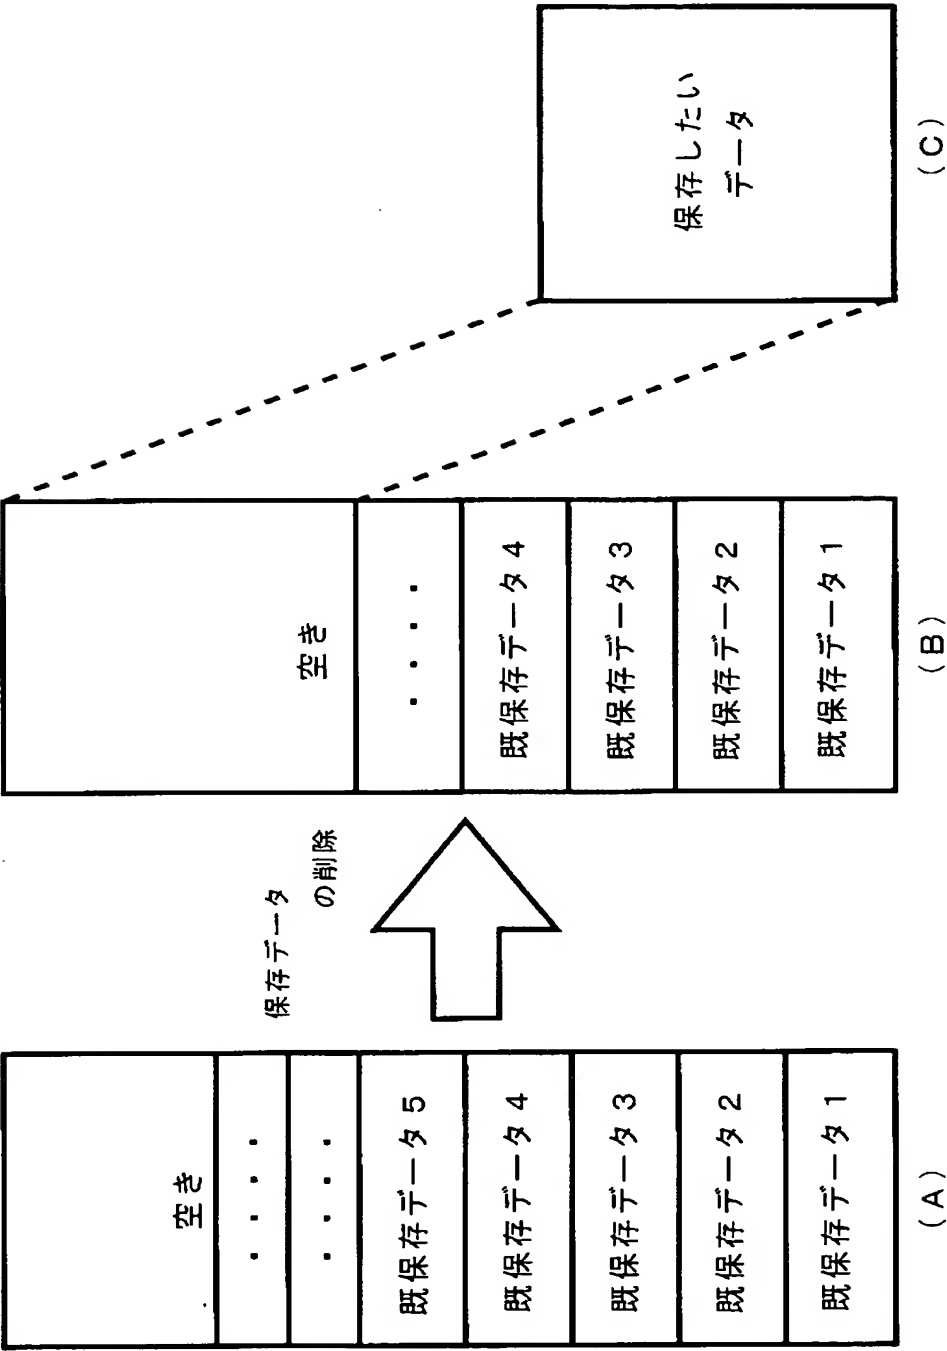 空き
・・・・
・・・・
既保存データ5
既保存データ4
既保存データ3
既保存データ2
既保存データ1
(A)
保存データ
の削除
空き
・・・・
既保存データ4
既保存データ3
既保存データ2
既保存データ1
(B)
保存したい
データ
(C)